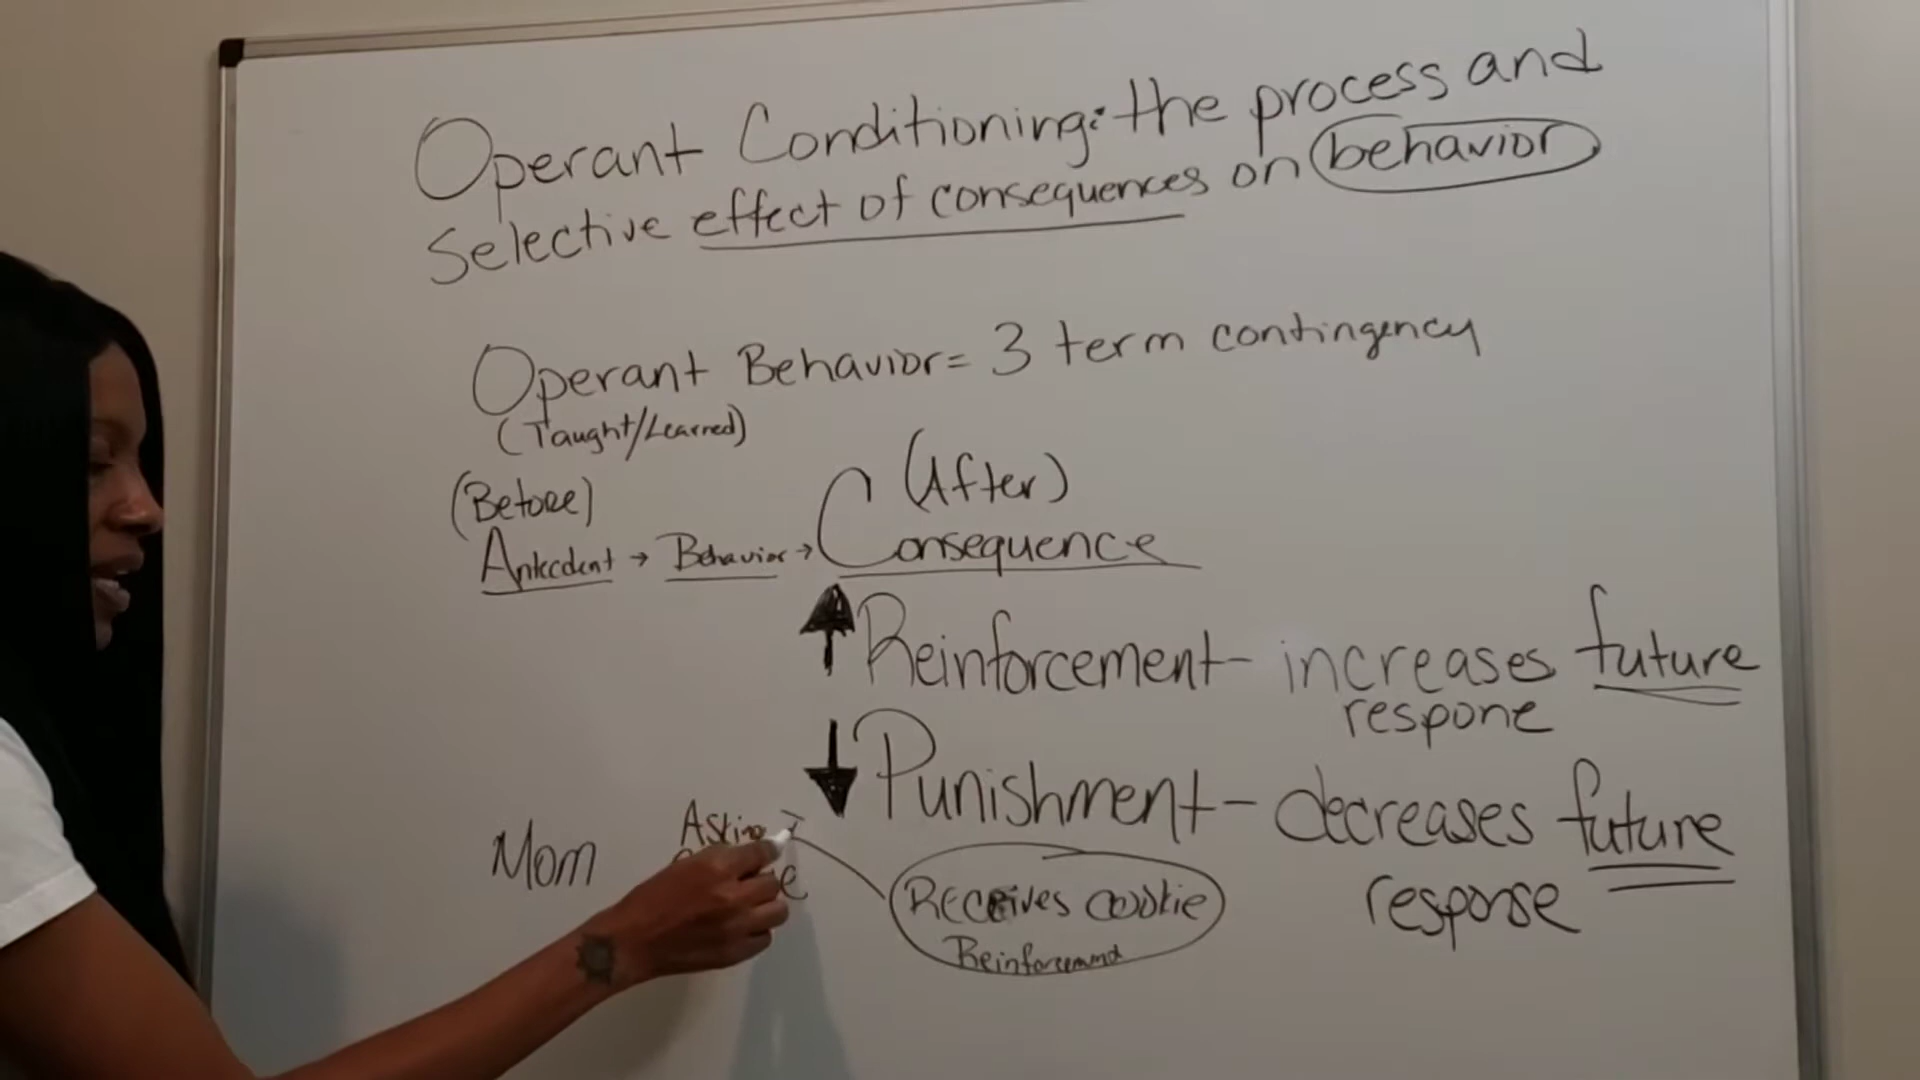 Operant Conditioning: the process and
Selective effect of consequences on behavior
Operant Behavior = 3 term contingency
(Taught/Learned)
(Before)
(After)
Antecdent → Behavior → Consequence
↑ Reinforcement - increases future
respone
↓ Punishment - decreases future
response
Mom
Asking
Receives cookie
Reinforcement